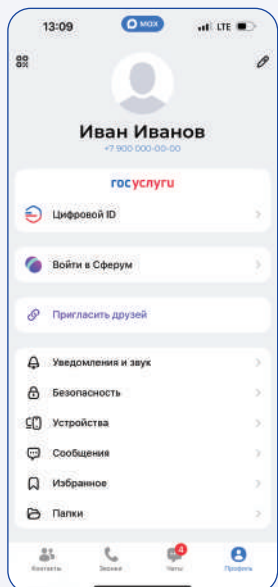 13:09
MAX
LTE
Иван Иванов
+7 900 000-00-00
госуслуги
Цифровой ID
Войти в Сферум
Пригласить друзей
Уведомления и звук
Безопасность
Устройства
Сообщения
Избранное
Папки
4
Контакты Звонки Чаты Профиль